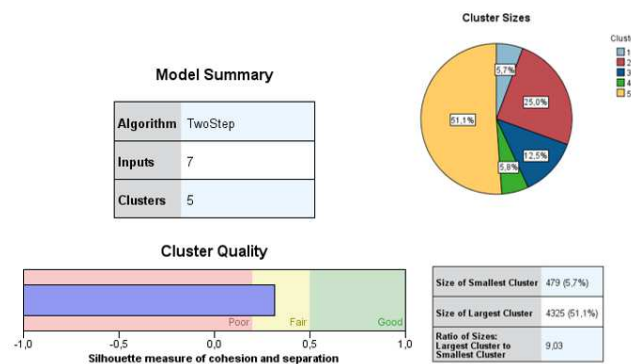 Cluster Sizes
Cluste
1
2
3
4
5
5,7%
25,0%
12,5%
5,8%
51,1%
Model Summary
Algorithm TwoStep
Inputs 7
Clusters 5
Cluster Quality
Poor Fair Good
-1,0 -0,5 0,0 0,5 1,0
Silhouette measure of cohesion and separation
Size of Smallest Cluster 479 (5,7%)
Size of Largest Cluster 4325 (51,1%)
Ratio of Sizes:
Largest Cluster to
Smallest Cluster
9,03